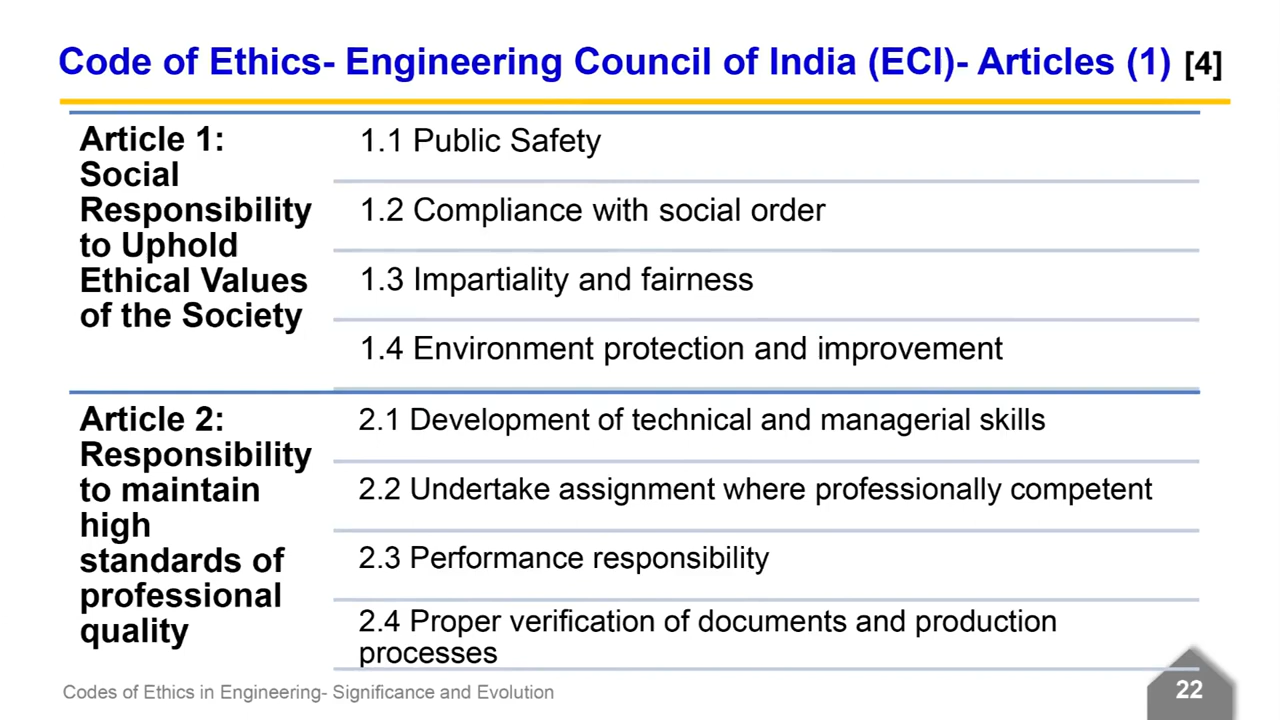 Code of Ethics- Engineering Council of India (ECI)- Articles (1) [4]
Article 1:
Social
Responsibility
to Uphold
Ethical Values
of the Society
1.1 Public Safety
1.2 Compliance with social order
1.3 Impartiality and fairness
1.4 Environment protection and improvement
Article 2:
Responsibility
to maintain
high
standards of
professional
quality
2.1 Development of technical and managerial skills
2.2 Undertake assignment where professionally competent
2.3 Performance responsibility
2.4 Proper verification of documents and production
processes
Codes of Ethics in Engineering- Significance and Evolution
22